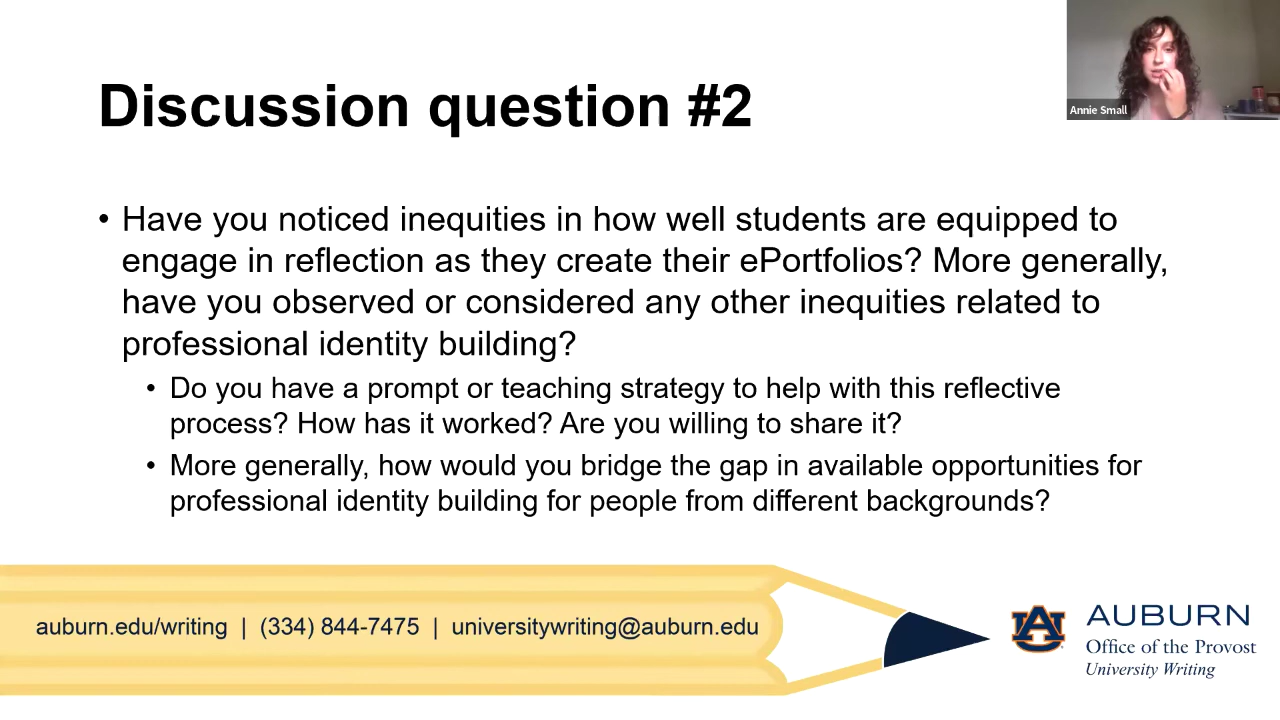 Annie Small
Discussion question #2
• Have you noticed inequities in how well students are equipped to
engage in reflection as they create their ePortfolios? More generally,
have you observed or considered any other inequities related to
professional identity building?
• Do you have a prompt or teaching strategy to help with this reflective
process? How has it worked? Are you willing to share it?
• More generally, how would you bridge the gap in available opportunities for
professional identity building for people from different backgrounds?
auburn.edu/writing | (334) 844-7475 | universitywriting@auburn.edu
AU
AUBURN
Office of the Provost
University Writing